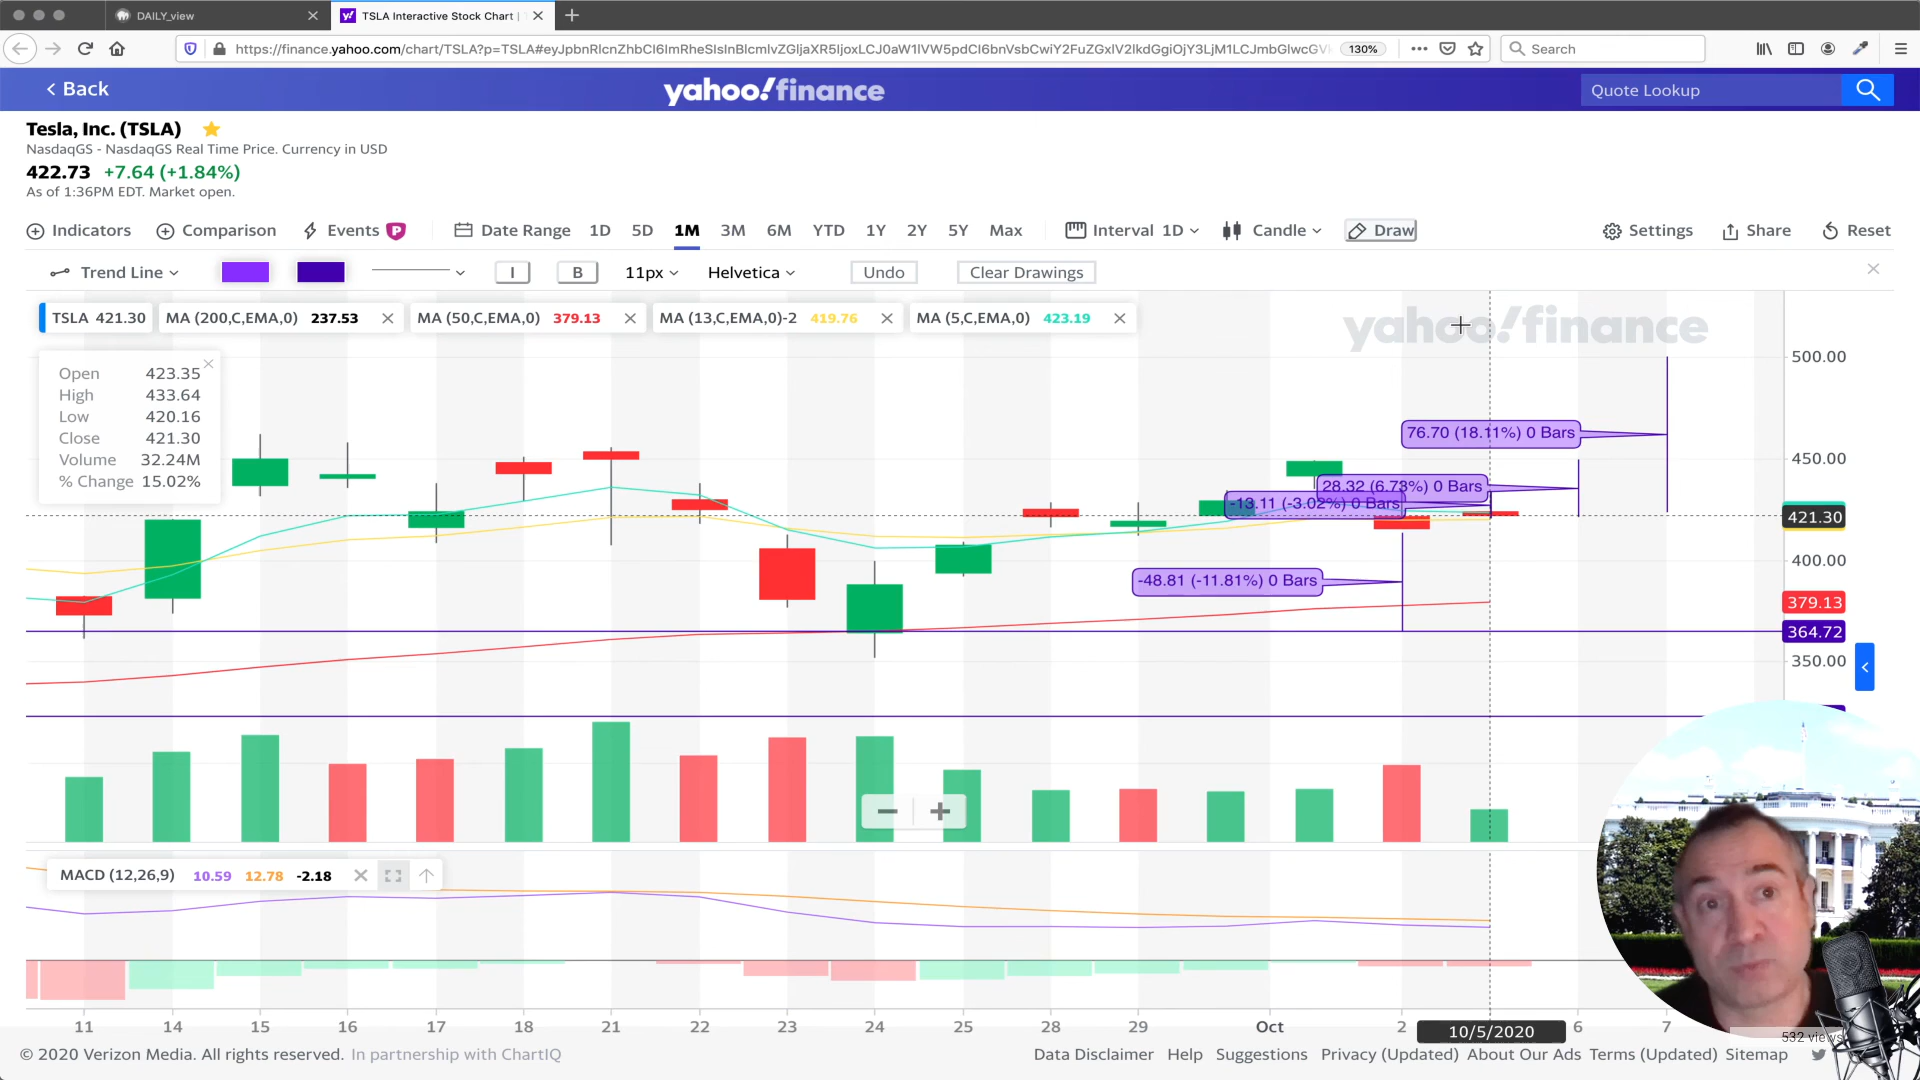 DAILY_view
TSLA Interactive Stock Chart |
130%
Search
Back
yahoo!finance
Quote Lookup
Tesla, Inc. (TSLA)
NasdaqGS - NasdaqGS Real Time Price. Currency in USD
422.73 +7.64 (+1.84%)
As of 1:36PM EDT. Market open.
Indicators Comparison Events P Date Range 1D 5D 1M 3M 6M YTD 1Y 2Y 5Y Max Interval 1D Candle Draw Settings Share Reset
Trend Line I B 11px Helvetica Undo Clear Drawings
TSLA 421.30 MA (200,C,EMA,0) 237.53 MA (50,C,EMA,0) 379.13 MA (13,C,EMA,0)-2 419.76 MA (5,C,EMA,0) 423.19
yahoo!finance
Open 423.35
High 433.64
Low 420.16
Close 421.30
Volume 32.24M
% Change 15.02%
500.00
76.70 (18.11%) 0 Bars
450.00
28.32 (6.73%) 0 Bars
-13.11 (-3.02%) 0 Bars
421.30
400.00
-48.81 (-11.81%) 0 Bars
379.13
364.72
350.00
MACD (12,26,9) 10.59 12.78 -2.18
11 14 15 16 17 18 21 22 23 24 25 28 29 Oct 2 10/5/2020 6 7
532 views
© 2020 Verizon Media. All rights reserved. In partnership with ChartIQ
Data Disclaimer Help Suggestions Privacy (Updated) About Our Ads Terms (Updated) Sitemap